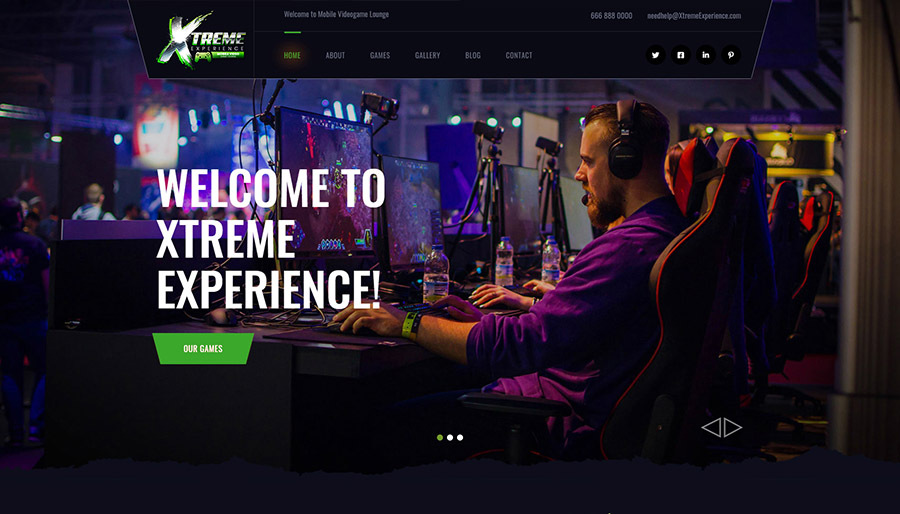 XTREME
EXPERIENCE
Welcome to Mobile Videogame Lounge
666 888 0000
needhelp@XtremeExperience.com
HOME
ABOUT
GAMES
GALLERY
BLOG
CONTACT
WELCOME TO
XTREME
EXPERIENCE!
OUR GAMES